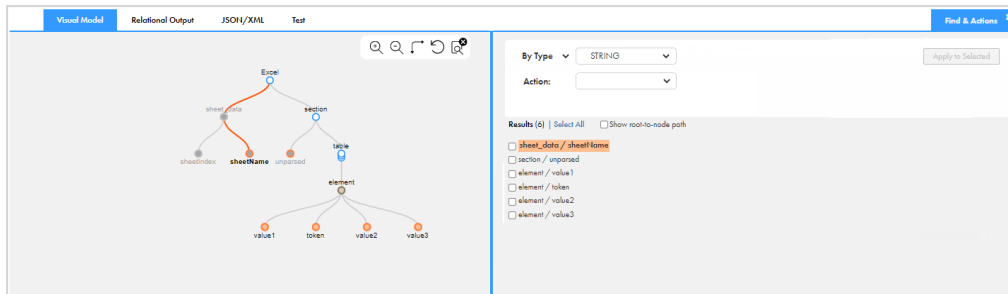 Visual Model
Relational Output
JSON/XML
Test
Find & Actions
Excel
sheet_data
section
sheetIndex
sheetName
unparsed
table
element
value1
token
value2
value3
By Type
STRING
Apply to Selected
Action:
Results (6) | Select All
Show root-to-node path
sheet_data / sheetName
section / unparsed
element / value1
element / token
element / value2
element / value3